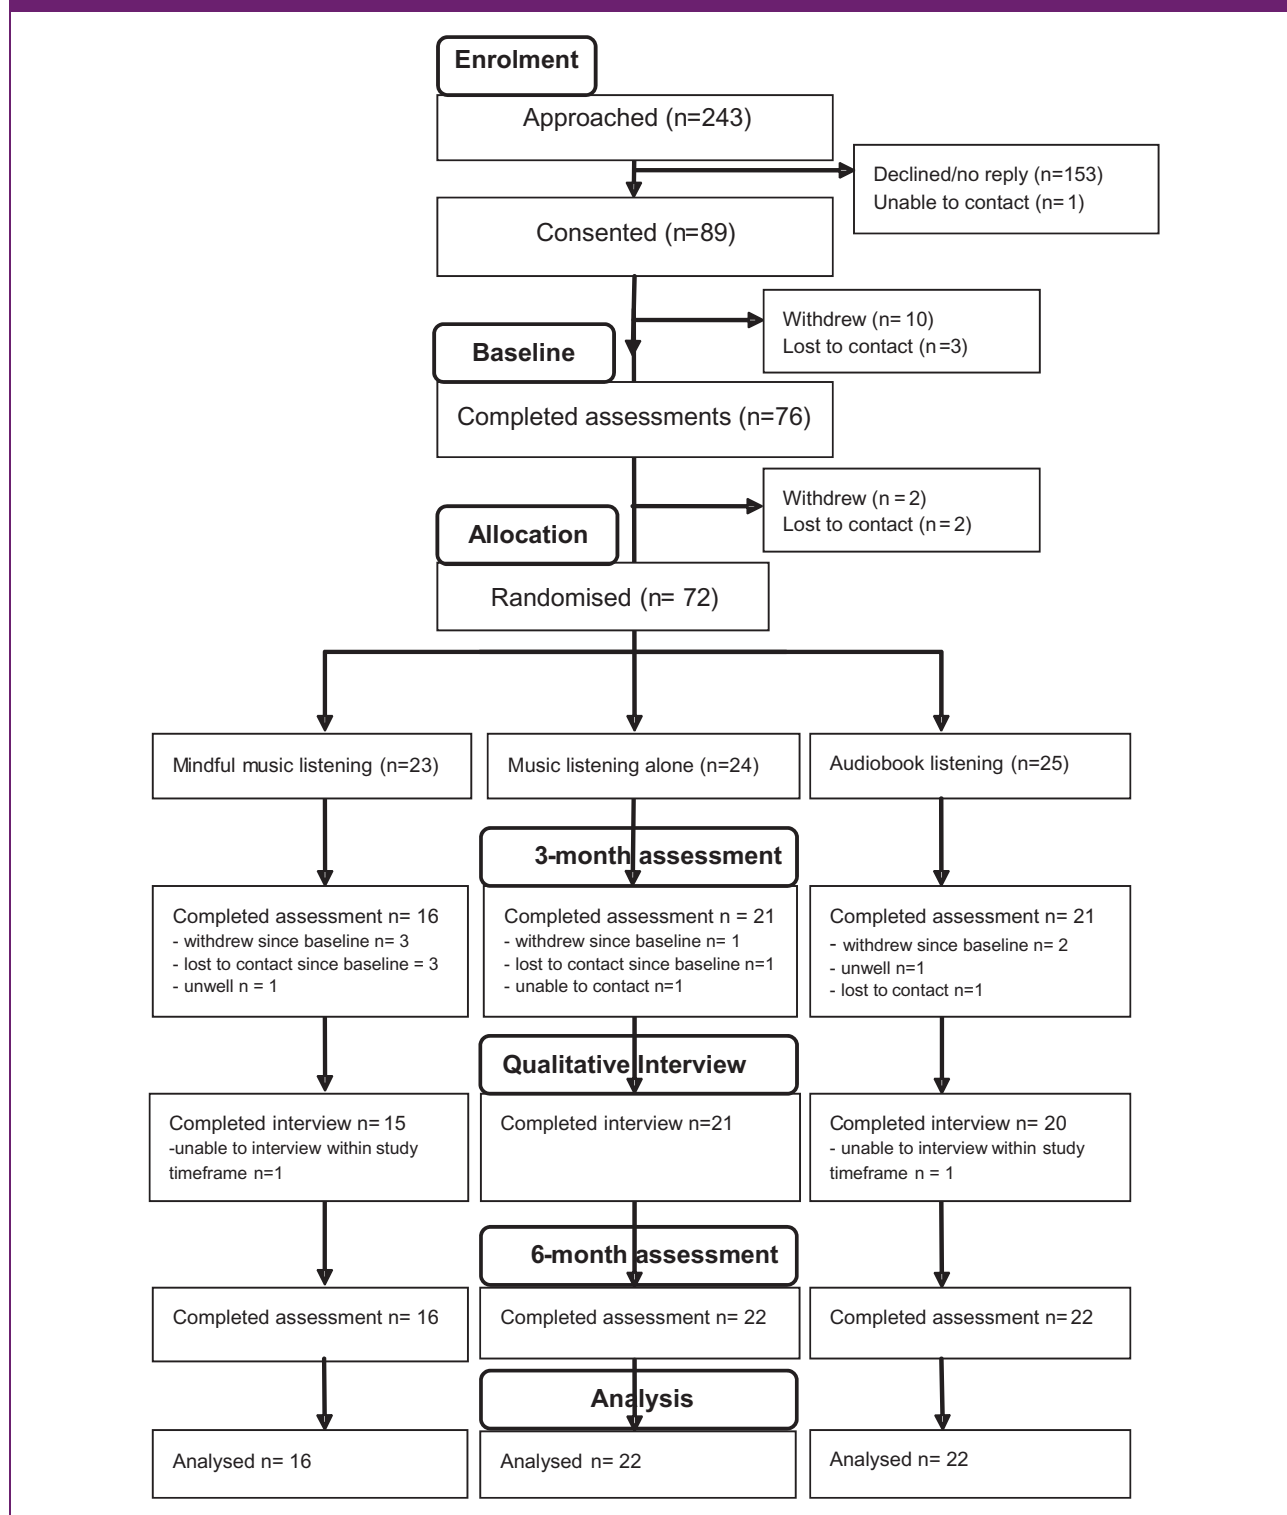 Enrolment
Approached (n=243)
Declined/no reply (n=153)
Unable to contact (n=1)
Consented (n=89)
Withdrew (n=10)
Lost to contact (n=3)
Baseline
Completed assessments (n=76)
Withdrew (n=2)
Lost to contact (n=2)
Allocation
Randomised (n= 72)
Mindful music listening (n=23)
Music listening alone (n=24)
Audiobook listening (n=25)
3-month assessment
Completed assessment n= 16
- withdrew since baseline n= 3
- lost to contact since baseline = 3
- unwell n = 1
Completed assessment n = 21
- withdrew since baseline n= 1
- lost to contact since baseline n=1
- unable to contact n=1
Completed assessment n= 21
- withdrew since baseline n= 2
- unwell n=1
- lost to contact n=1
Qualitative Interview
Completed interview n= 15
-unable to interview within study
timeframe n=1
Completed interview n=21
Completed interview n= 20
- unable to interview within study
timeframe n = 1
6-month assessment
Completed assessment n= 16
Completed assessment n= 22
Completed assessment n= 22
Analysis
Analysed n= 16
Analysed n= 22
Analysed n= 22